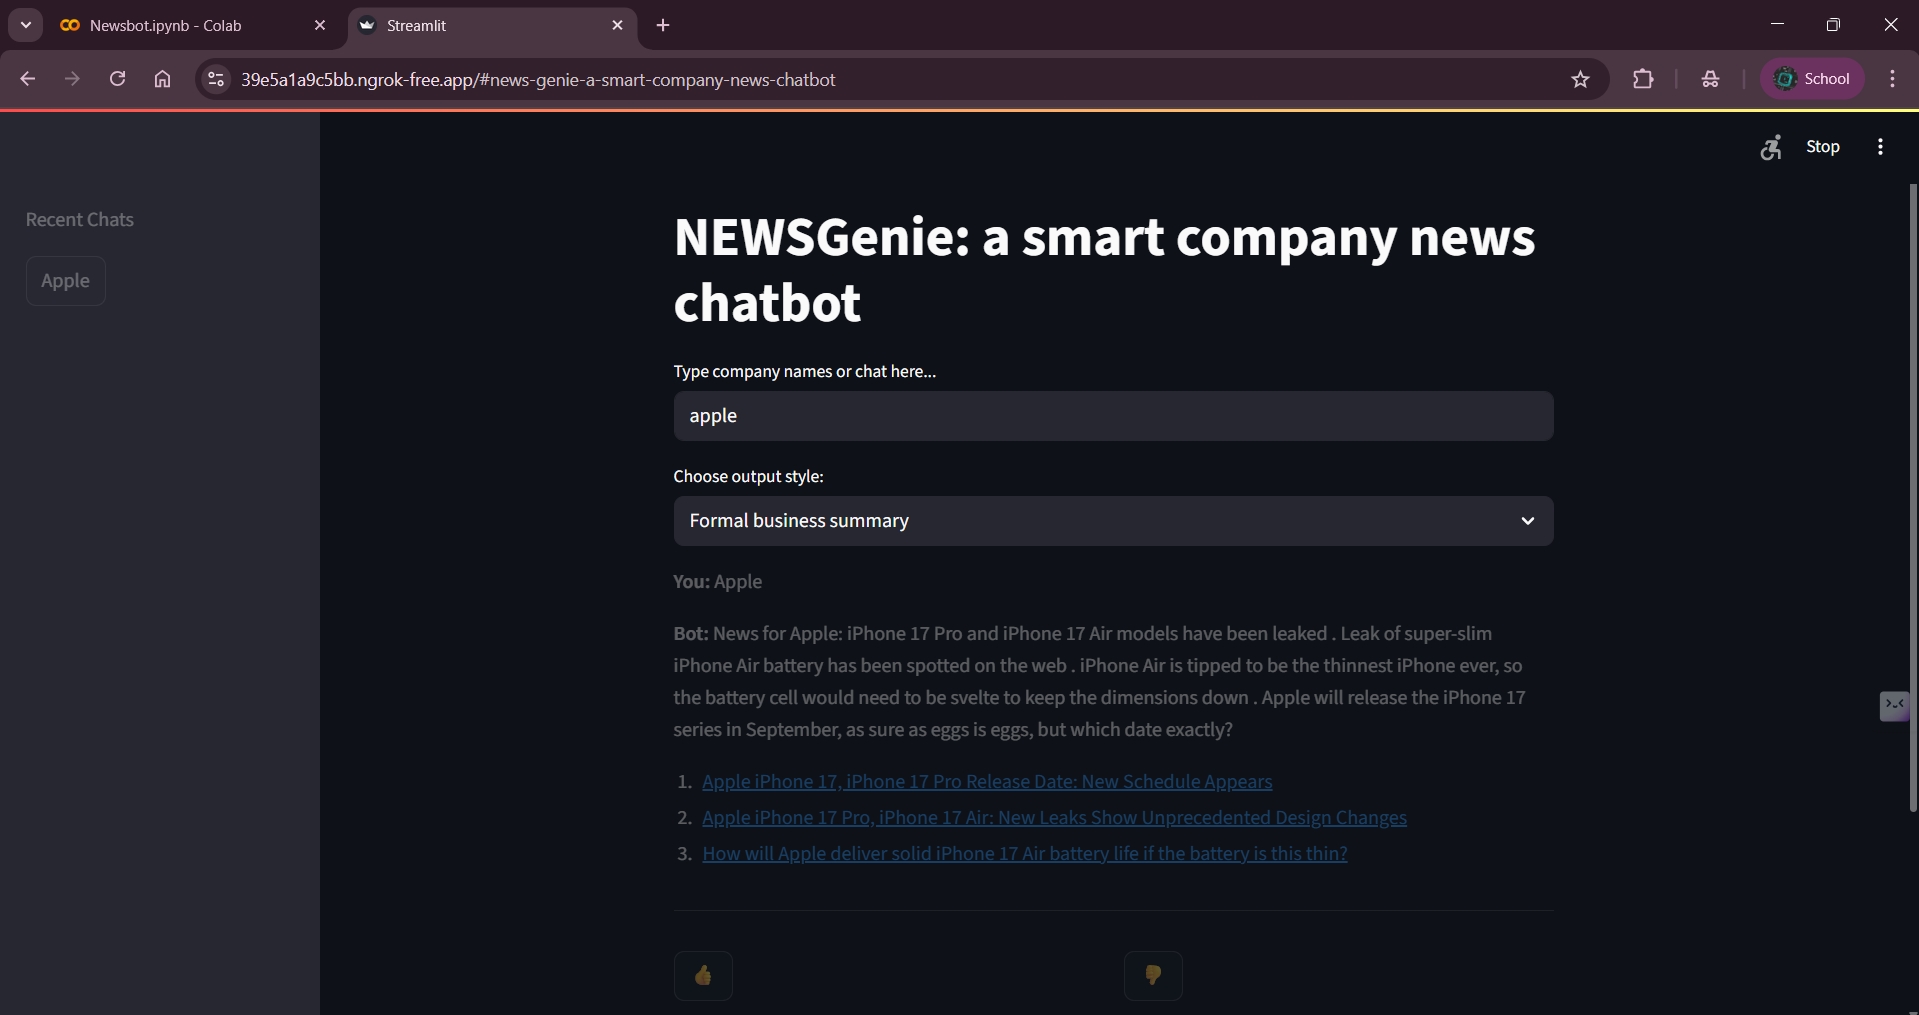 Newsbot.ipynb - Colab
Streamlit
39e5a1a9c5bb.ngrok-free.app/#news-genie-a-smart-company-news-chatbot
School
Stop
Recent Chats
Apple
NEWSGenie: a smart company news
chatbot
Type company names or chat here...
apple
Choose output style:
Formal business summary
You: Apple
Bot: News for Apple: iPhone 17 Pro and iPhone 17 Air models have been leaked . Leak of super-slim
iPhone Air battery has been spotted on the web . iPhone Air is tipped to be the thinnest iPhone ever, so
the battery cell would need to be svelte to keep the dimensions down . Apple will release the iPhone 17
series in September, as sure as eggs is eggs, but which date exactly?
1. Apple iPhone 17, iPhone 17 Pro Release Date: New Schedule Appears
2. Apple iPhone 17 Pro, iPhone 17 Air: New Leaks Show Unprecedented Design Changes
3. How will Apple deliver solid iPhone 17 Air battery life if the battery is this thin?